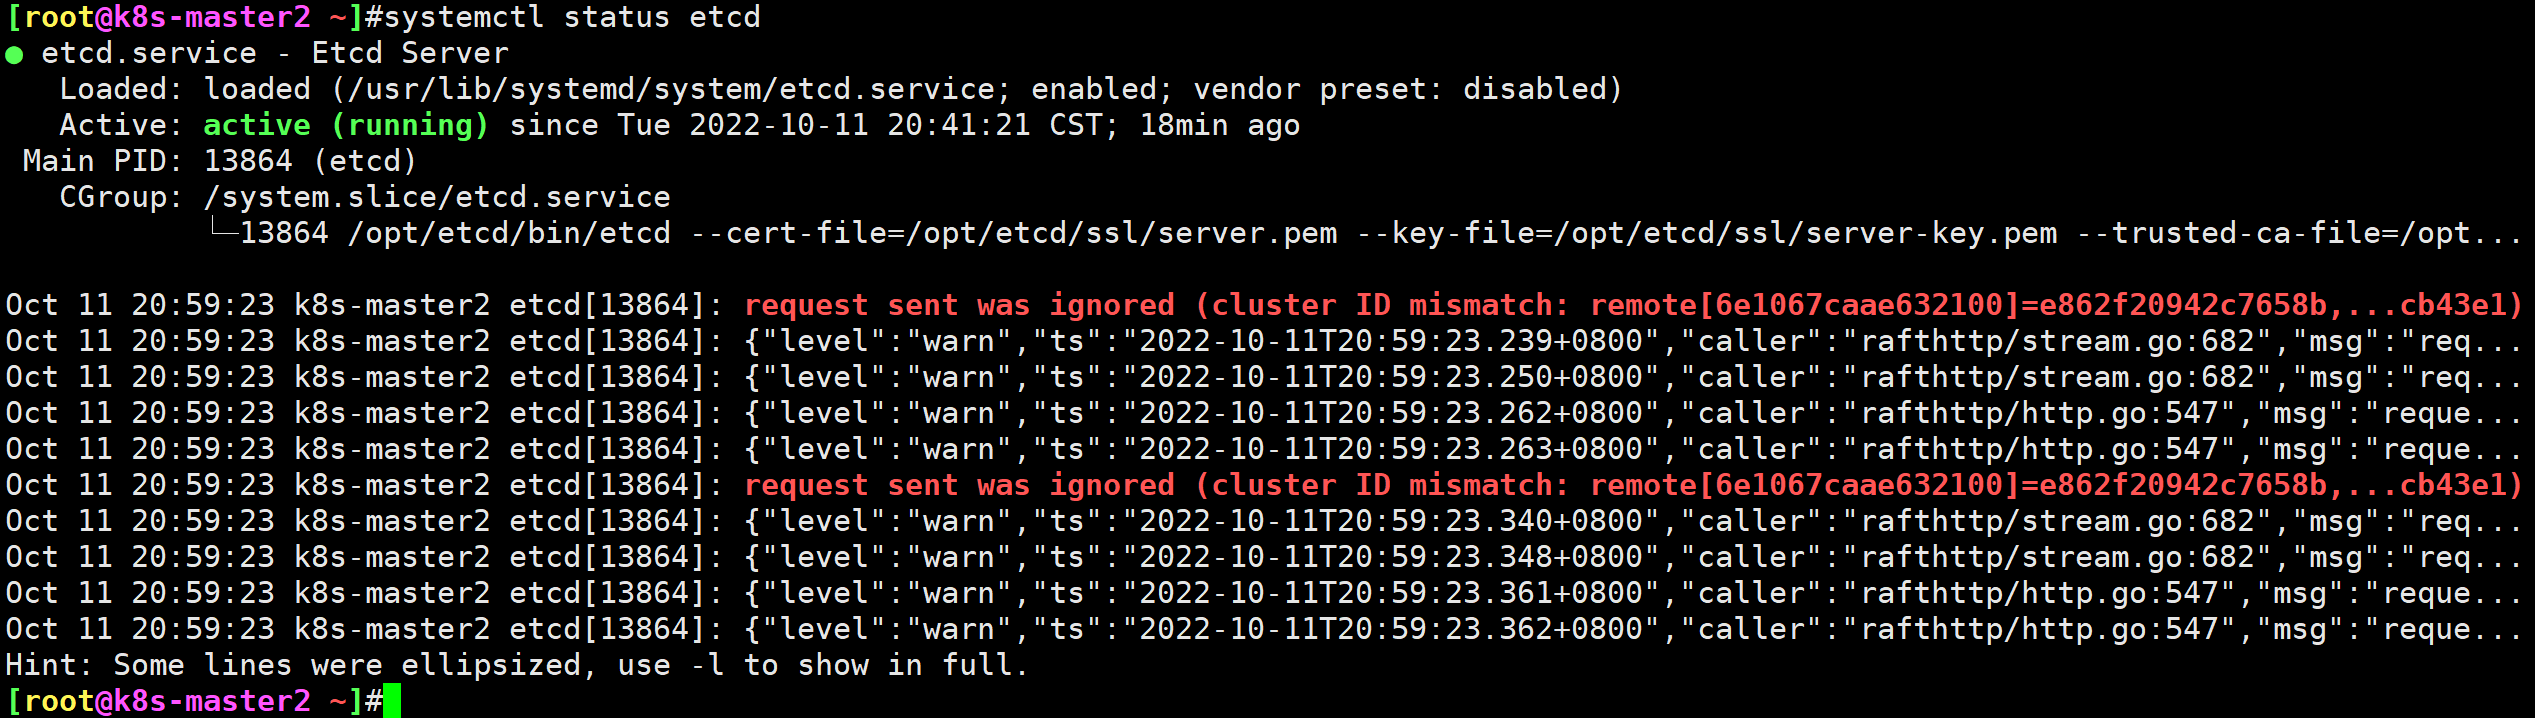 [root@k8s-master2 ~]#systemctl status etcd
● etcd.service - Etcd Server
   Loaded: loaded (/usr/lib/systemd/system/etcd.service; enabled; vendor preset: disabled)
   Active: active (running) since Tue 2022-10-11 20:41:21 CST; 18min ago
 Main PID: 13864 (etcd)
   CGroup: /system.slice/etcd.service
           └─13864 /opt/etcd/bin/etcd --cert-file=/opt/etcd/ssl/server.pem --key-file=/opt/etcd/ssl/server-key.pem --trusted-ca-file=/opt...

Oct 11 20:59:23 k8s-master2 etcd[13864]: request sent was ignored (cluster ID mismatch: remote[6e1067caae632100]=e862f20942c7658b,...cb43e1)
Oct 11 20:59:23 k8s-master2 etcd[13864]: {"level":"warn","ts":"2022-10-11T20:59:23.239+0800","caller":"rafthttp/stream.go:682","msg":"req...
Oct 11 20:59:23 k8s-master2 etcd[13864]: {"level":"warn","ts":"2022-10-11T20:59:23.250+0800","caller":"rafthttp/stream.go:682","msg":"req...
Oct 11 20:59:23 k8s-master2 etcd[13864]: {"level":"warn","ts":"2022-10-11T20:59:23.262+0800","caller":"rafthttp/http.go:547","msg":"reque...
Oct 11 20:59:23 k8s-master2 etcd[13864]: {"level":"warn","ts":"2022-10-11T20:59:23.263+0800","caller":"rafthttp/http.go:547","msg":"reque...
Oct 11 20:59:23 k8s-master2 etcd[13864]: request sent was ignored (cluster ID mismatch: remote[6e1067caae632100]=e862f20942c7658b,...cb43e1)
Oct 11 20:59:23 k8s-master2 etcd[13864]: {"level":"warn","ts":"2022-10-11T20:59:23.340+0800","caller":"rafthttp/stream.go:682","msg":"req...
Oct 11 20:59:23 k8s-master2 etcd[13864]: {"level":"warn","ts":"2022-10-11T20:59:23.348+0800","caller":"rafthttp/stream.go:682","msg":"req...
Oct 11 20:59:23 k8s-master2 etcd[13864]: {"level":"warn","ts":"2022-10-11T20:59:23.361+0800","caller":"rafthttp/http.go:547","msg":"reque...
Oct 11 20:59:23 k8s-master2 etcd[13864]: {"level":"warn","ts":"2022-10-11T20:59:23.362+0800","caller":"rafthttp/http.go:547","msg":"reque...
Hint: Some lines were ellipsized, use -l to show in full.
[root@k8s-master2 ~]#